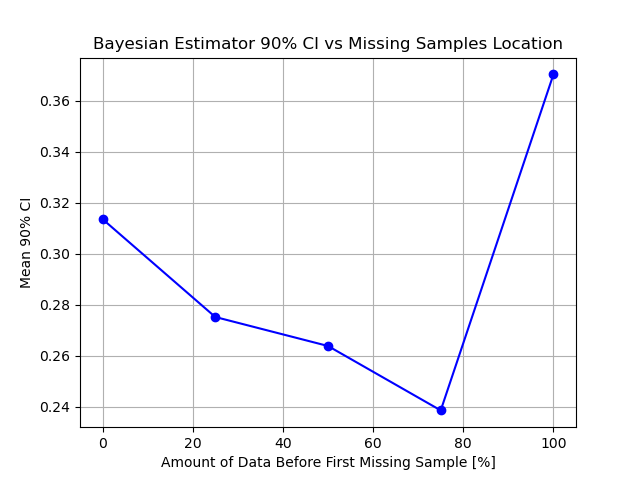 Bayesian Estimator 90% CI vs Missing Samples Location
0.36
0.34
0.32
0.30
0.28
0.26
0.24
Mean 90% CI
0 20 40 60 80 100
Amount of Data Before First Missing Sample [%]